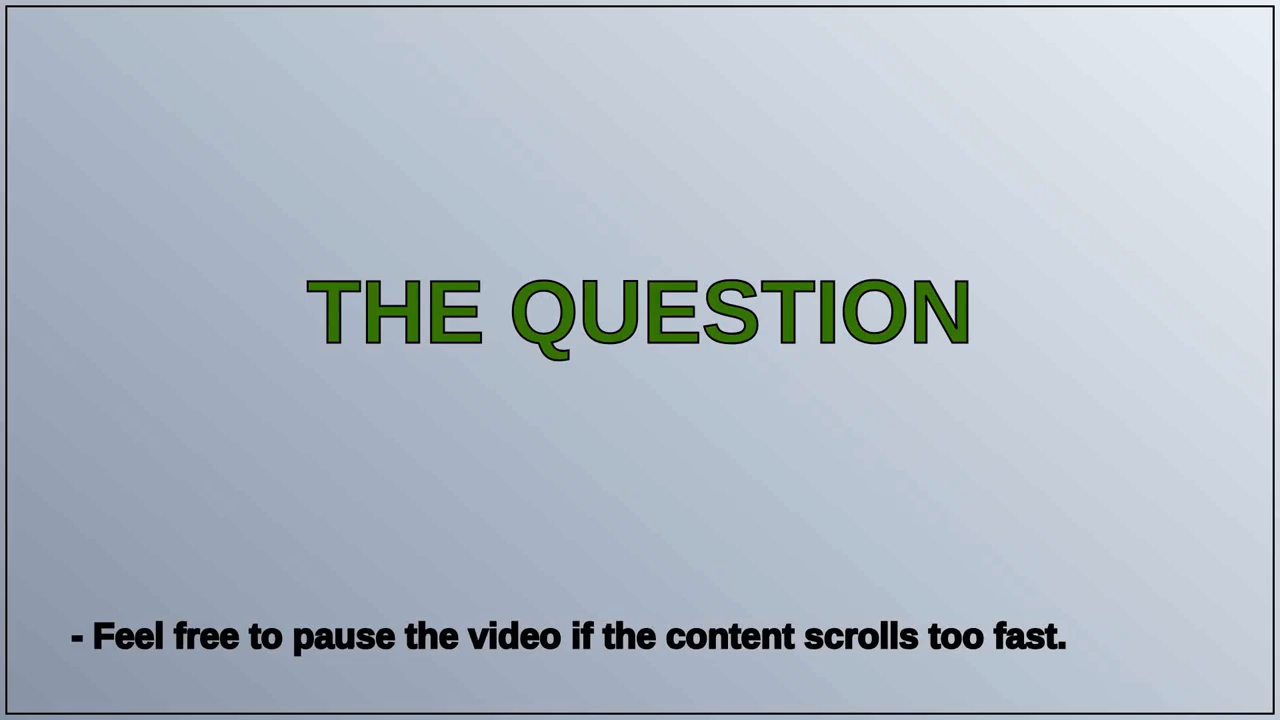 THE QUESTION
- Feel free to pause the video if the content scrolls too fast.